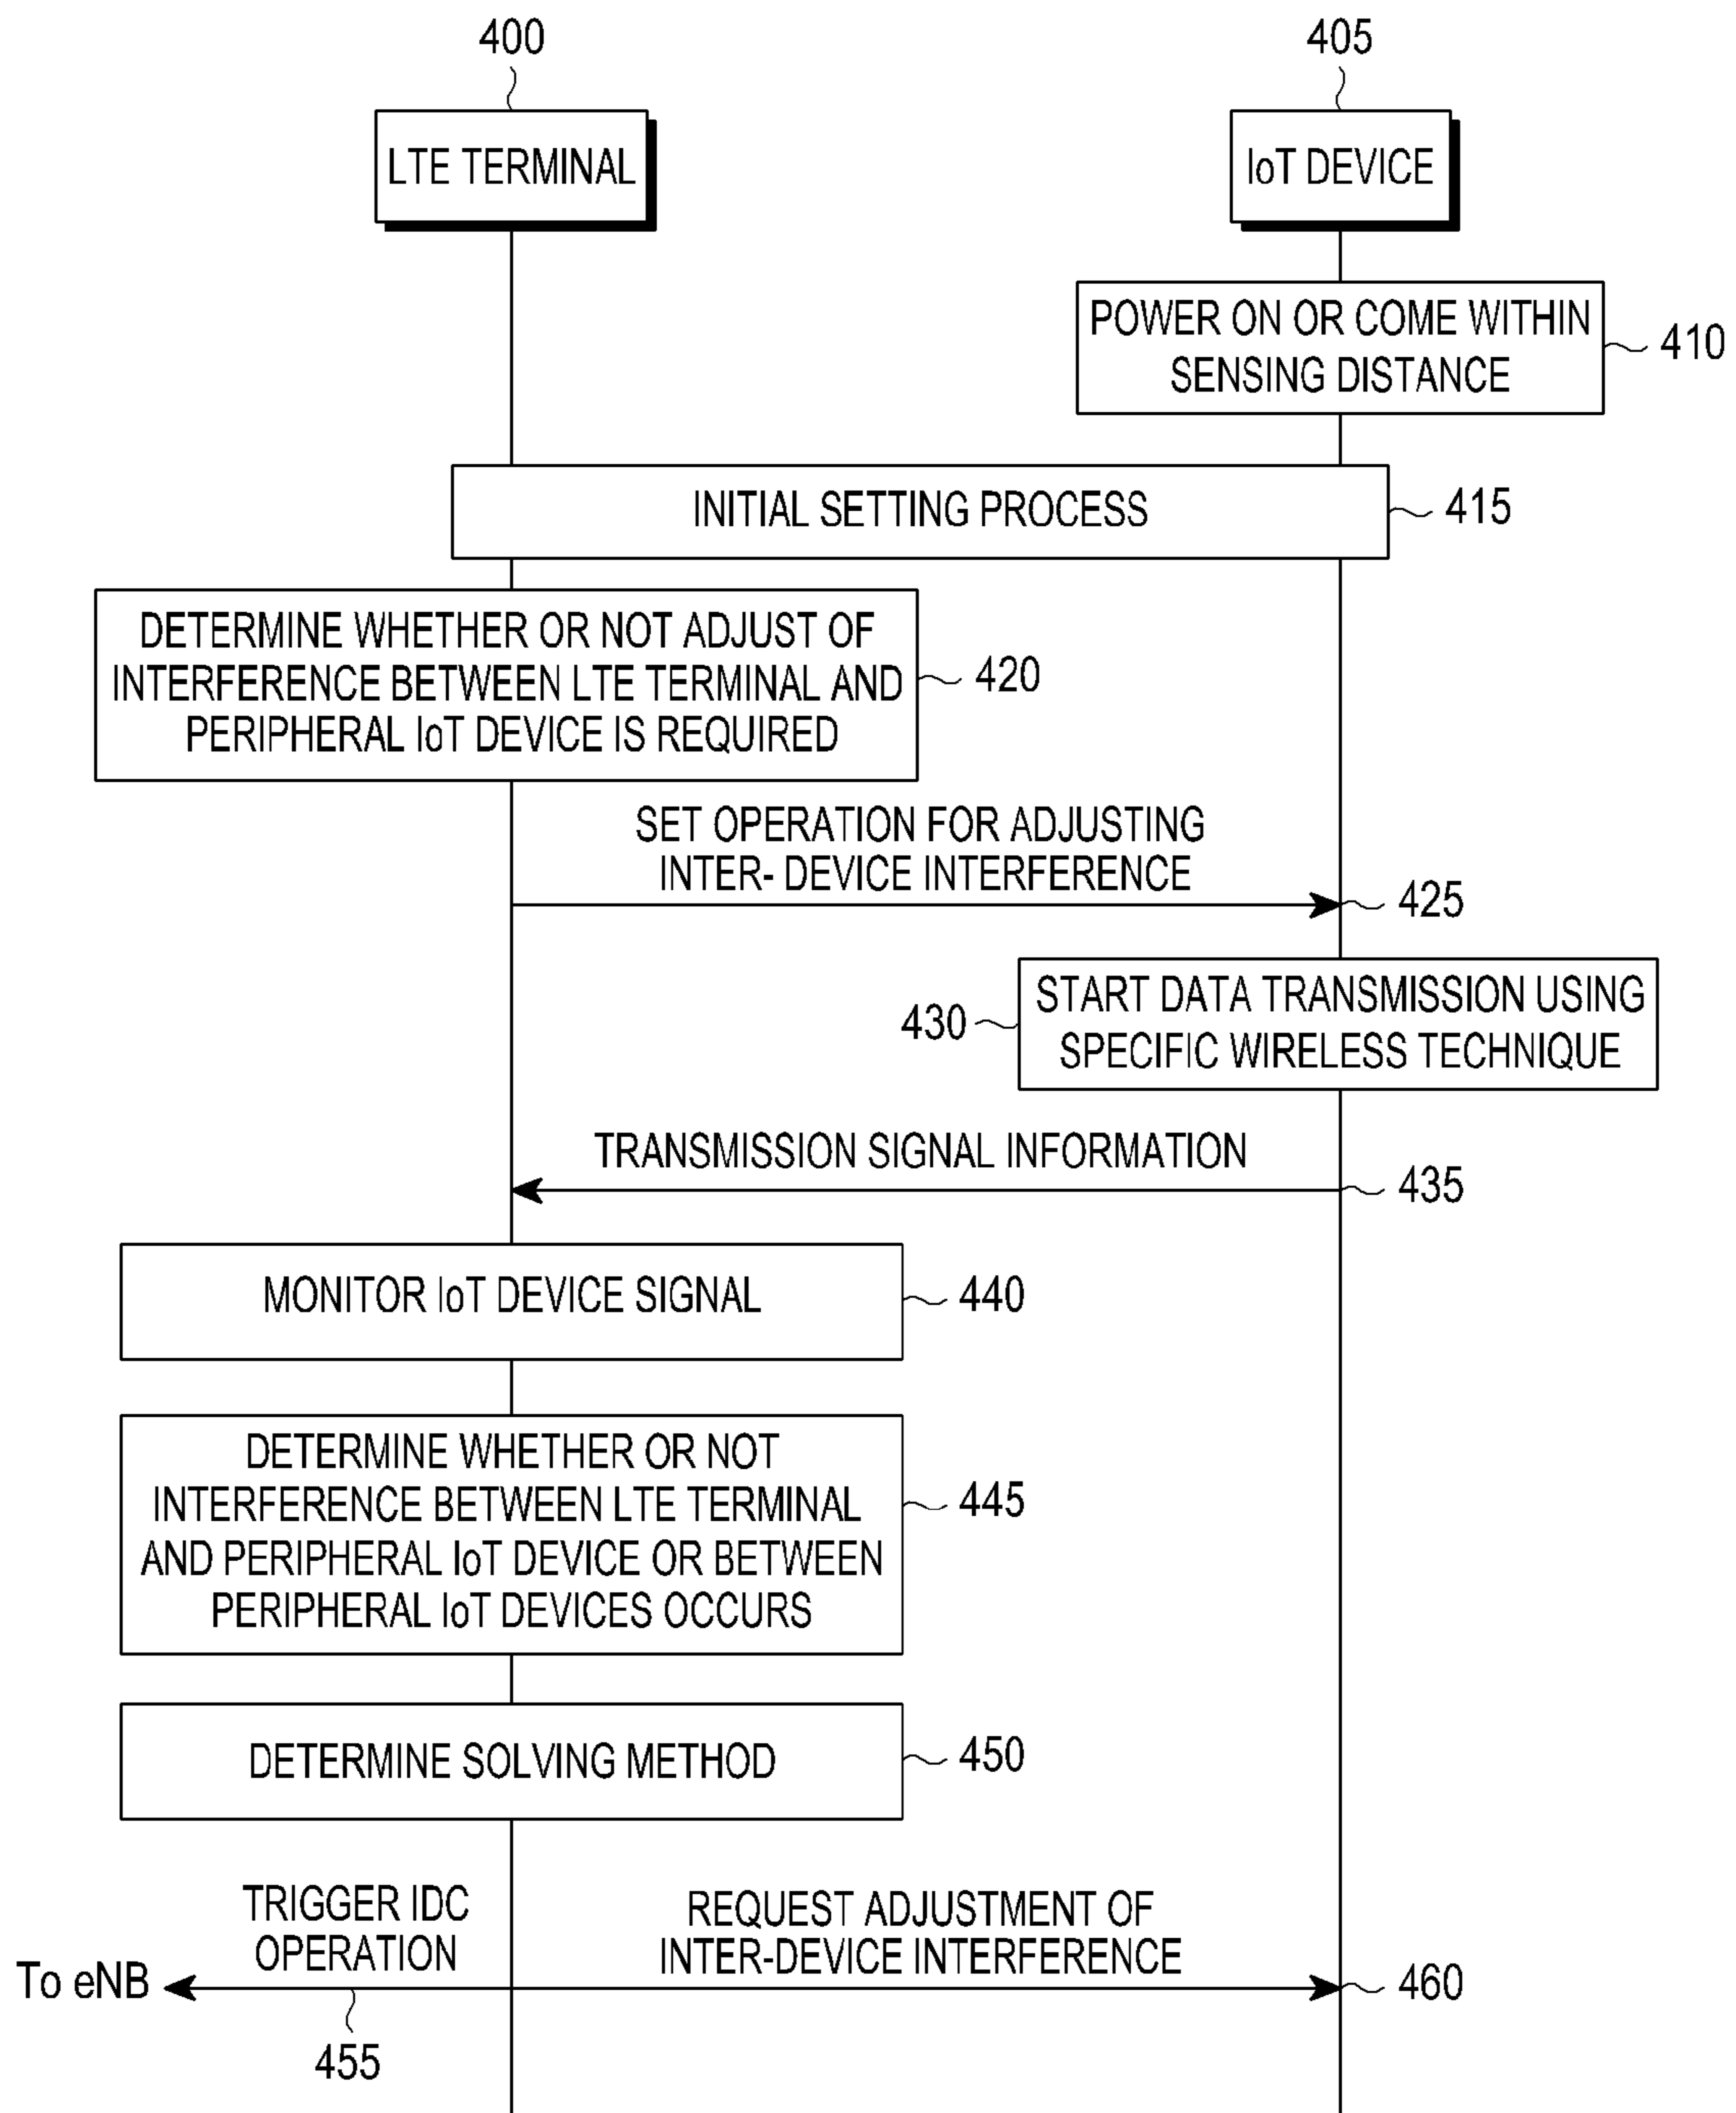 400
405
LTE TERMINAL
IoT DEVICE
POWER ON OR COME WITHIN
SENSING DISTANCE
410
INITIAL SETTING PROCESS
415
DETERMINE WHETHER OR NOT ADJUST OF
INTERFERENCE BETWEEN LTE TERMINAL AND
PERIPHERAL IoT DEVICE IS REQUIRED
420
SET OPERATION FOR ADJUSTING
INTER- DEVICE INTERFERENCE
425
START DATA TRANSMISSION USING
SPECIFIC WIRELESS TECHNIQUE
430
TRANSMISSION SIGNAL INFORMATION
435
MONITOR IoT DEVICE SIGNAL
440
DETERMINE WHETHER OR NOT
INTERFERENCE BETWEEN LTE TERMINAL
AND PERIPHERAL IoT DEVICE OR BETWEEN
PERIPHERAL IoT DEVICES OCCURS
445
DETERMINE SOLVING METHOD
450
TRIGGER IDC
OPERATION
To eNB
455
REQUEST ADJUSTMENT OF
INTER-DEVICE INTERFERENCE
460